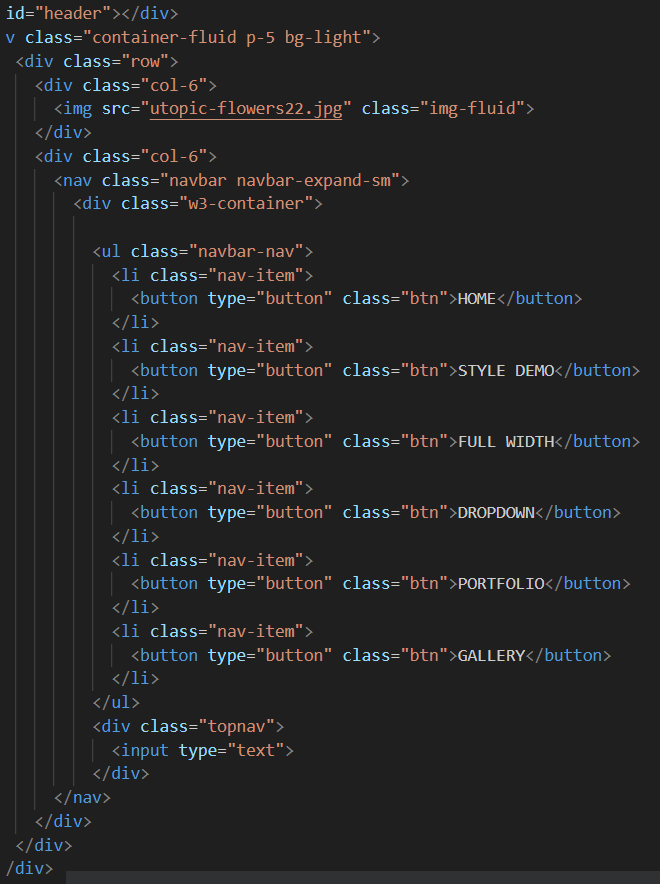 id="header"></div>
v class="container-fluid p-5 bg-light">
<div class="row">
<div class="col-6">
<img src="utopic-flowers22.jpg" class="img-fluid">
</div>
<div class="col-6">
<nav class="navbar navbar-expand-sm">
<div class="w3-container">
<ul class="navbar-nav">
<li class="nav-item">
<button type="button" class="btn">HOME</button>
</li>
<li class="nav-item">
<button type="button" class="btn">STYLE DEMO</button>
</li>
<li class="nav-item">
<button type="button" class="btn">FULL WIDTH</button>
</li>
<li class="nav-item">
<button type="button" class="btn">DROPDOWN</button>
</li>
<li class="nav-item">
<button type="button" class="btn">PORTFOLIO</button>
</li>
<li class="nav-item">
<button type="button" class="btn">GALLERY</button>
</li>
</ul>
<div class="topnav">
<input type="text">
</div>
</nav>
</div>
</div>
/div>